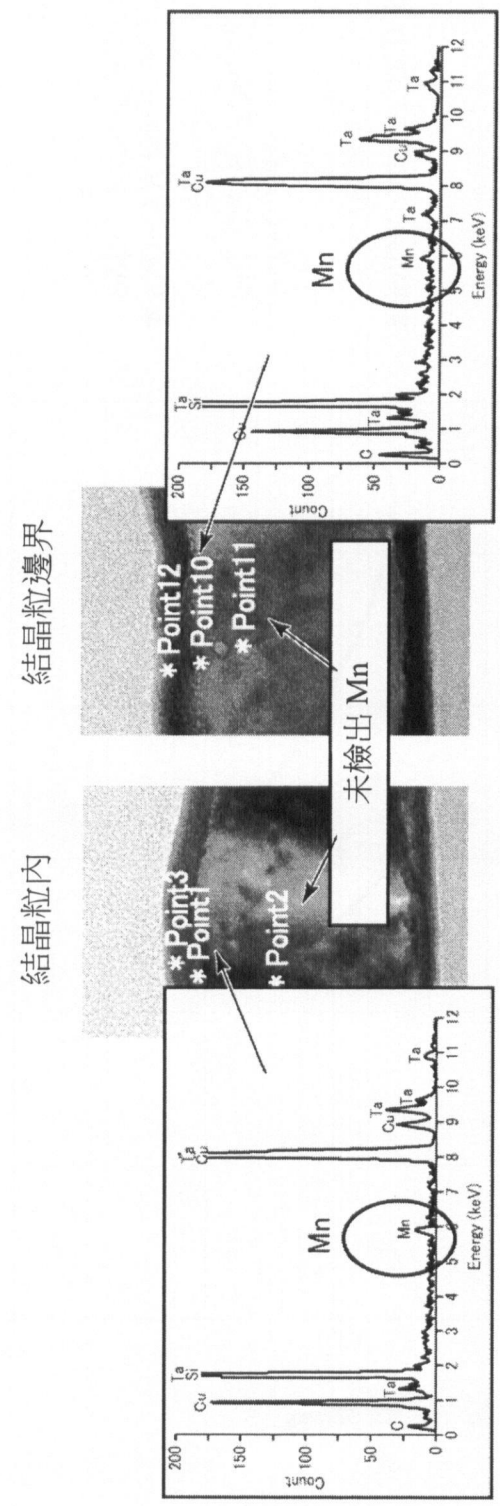 結晶粒內
結晶粒邊界
* Point3
* Point1
* Point2
* Point12
* Point10
* Point11
未檢出 Mn
Mn
200
150
100
50
0
Count
C
Cu
Ta
Ta
Si
Mn
Ta
Cu
Cu
Ta
Ta
Ta
0 1 2 3 4 5 6 7 8 9 10 11 12
Energy (keV)
Mn
200
150
100
50
0
Count
C
Cu
Ta
Ta
Si
Mn
Ta
Ta
Cu
Cu
Ta
Ta
Ta
0 1 2 3 4 5 6 7 8 9 10 11 12
Energy (keV)